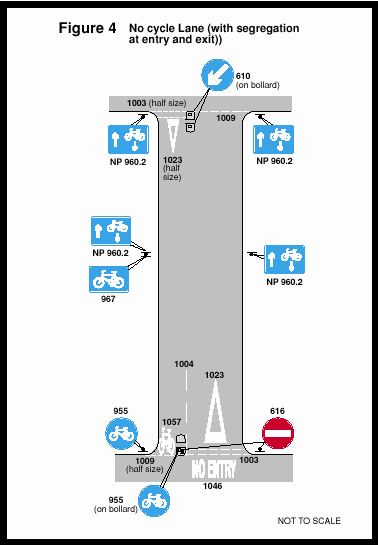 Figure 4 No cycle Lane (with segregation
at entry and exit))
610
(on bollard)
1003 (half size)
1009
NP 960.2
1023
(half
size)
NP 960.2
NP 960.2
967
NP 960.2
1004
1023
955
1057
616
1009
(half size)
NO ENTRY
1003
1046
955
(on bollard)
NOT TO SCALE